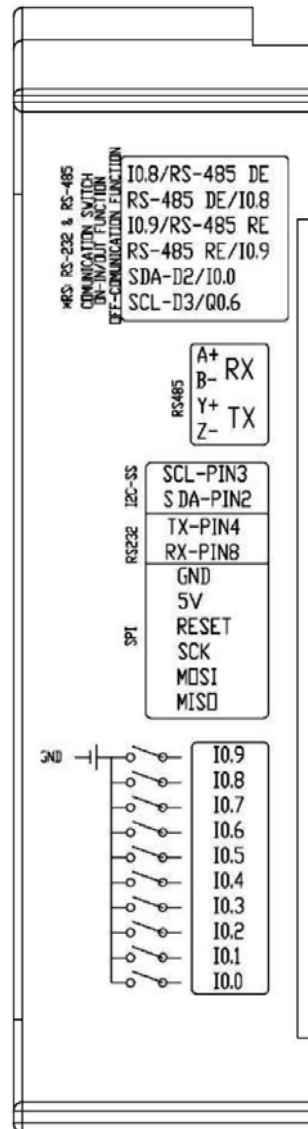 *RS: RS-232 & RS-485
COMUNICATION SWITCH
ON-IN/OUT FUNCTION
OFF-COMUNICATION FUNCTION
I0.8/RS-485 DE
RS-485 DE/I0.8
I0.9/RS-485 RE
RS-485 RE/I0.9
SDA-D2/I0.0
SCL-D3/Q0.6
RS485
A+
B-
RX
Y+
Z-
TX
I2C-SS
SCL-PIN3
SDA-PIN2
RS232
TX-PIN4
RX-PIN8
SPI
GND
5V
RESET
SCK
MOSI
MISO
GND
I0.9
I0.8
I0.7
I0.6
I0.5
I0.4
I0.3
I0.2
I0.1
I0.0